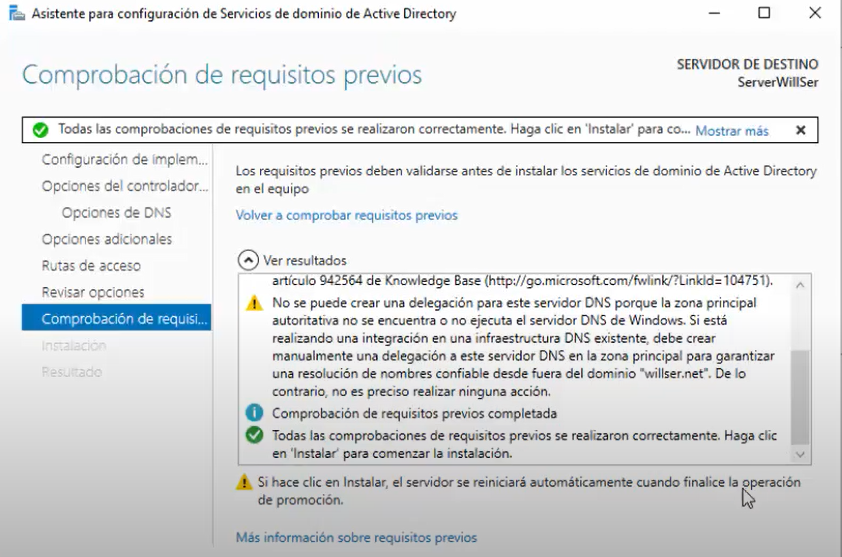 Asistente para configuración de Servicios de dominio de Active Directory
Comprobación de requisitos previos
SERVIDOR DE DESTINO
ServerWillSer
Todas las comprobaciones de requisitos previos se realizaron correctamente. Haga clic en 'Instalar' para co... Mostrar más
Configuración de implem...
Opciones del controlador...
Opciones de DNS
Opciones adicionales
Rutas de acceso
Revisar opciones
Comprobación de requisi...
Instalación
Resultado
Los requisitos previos deben validarse antes de instalar los servicios de dominio de Active Directory
en el equipo
Volver a comprobar requisitos previos
Ver resultados
artículo 942564 de Knowledge Base (http://go.microsoft.com/fwlink/?LinkId=104751).
No se puede crear una delegación para este servidor DNS porque la zona principal
autoritativa no se encuentra o no ejecuta el servidor DNS de Windows. Si está
realizando una integración en una infraestructura DNS existente, debe crear
manualmente una delegación a este servidor DNS en la zona principal para garantizar
una resolución de nombres confiable desde fuera del dominio "willser.net". De lo
contrario, no es preciso realizar ninguna acción.
Comprobación de requisitos previos completada
Todas las comprobaciones de requisitos previos se realizaron correctamente. Haga clic
en 'Instalar' para comenzar la instalación.
Si hace clic en Instalar, el servidor se reiniciará automáticamente cuando finalice la operación
de promoción.
Más información sobre requisitos previos